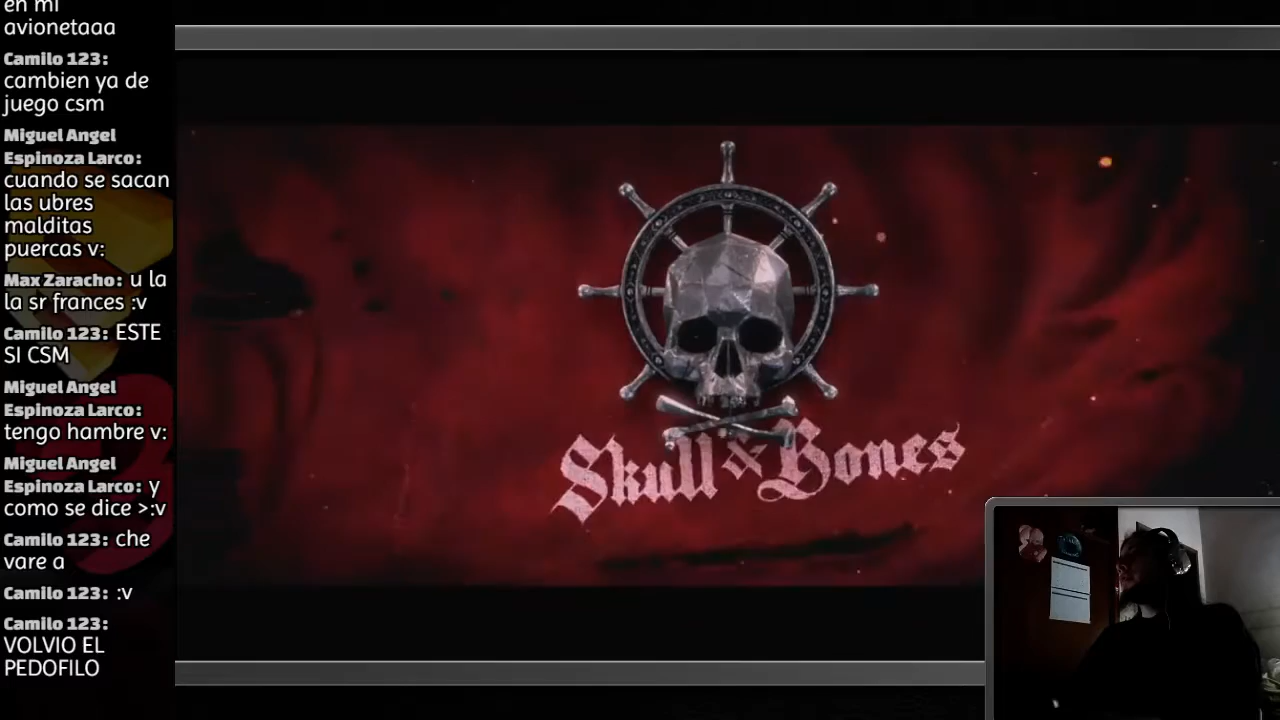 en mi
avionetaaa
Camilo 123:
cambien ya de
juego csm
Miguel Angel
Espinoza Larco:
cuando se sacan
las ubres
malditas
puercas v:
Max Zaracho: u la
la sr frances :v
Camilo 123: ESTE
SI CSM
Miguel Angel
Espinoza Larco:
tengo hambre v:
Miguel Angel
Espinoza Larco: y
como se dice >:v
Camilo 123: che
vare a
Camilo 123: :v
Camilo 123:
VOLVIO EL
PEDOFILO
Skull & Bones